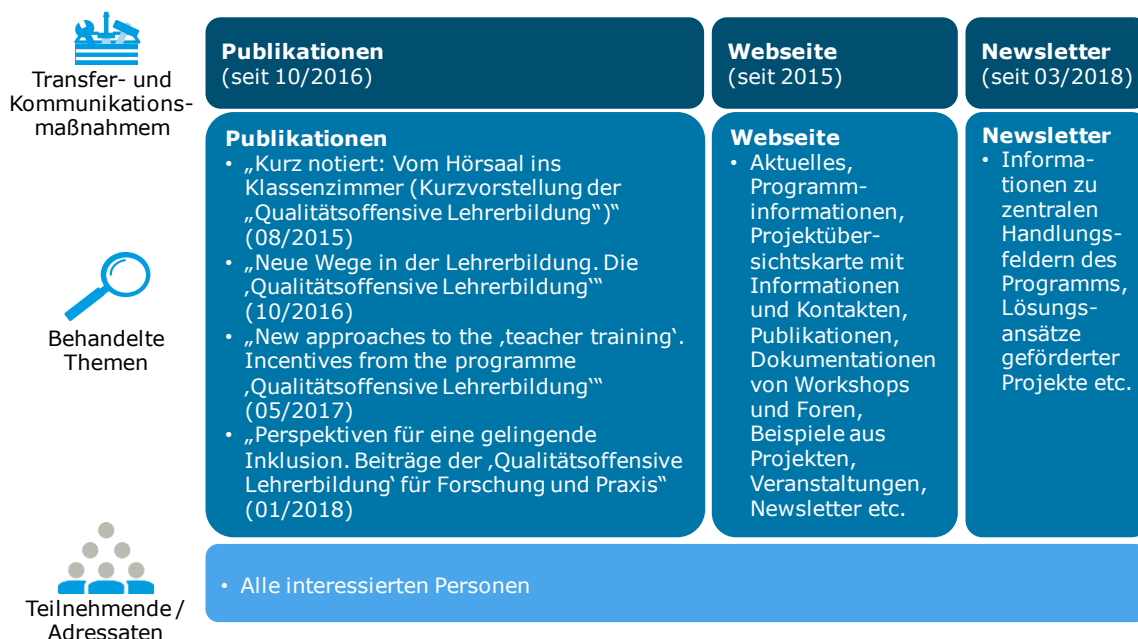 Transfer- und
Kommunikations-
maßnahmem
Publikationen
(seit 10/2016)
Webseite
(seit 2015)
Newsletter
(seit 03/2018)
Behandelte
Themen
Publikationen
• „Kurz notiert: Vom Hörsaal ins
Klassenzimmer (Kurzvorstellung der
„Qualitätsoffensive Lehrerbildung“)“
(08/2015)
• „Neue Wege in der Lehrerbildung. Die
‚Qualitätsoffensive Lehrerbildung‘“
(10/2016)
• „New approaches to the ‚teacher training‘.
Incentives from the programme
‚Qualitätsoffensive Lehrerbildung‘“
(05/2017)
• „Perspektiven für eine gelingende
Inklusion. Beiträge der ‚Qualitätsoffensive
Lehrerbildung‘ für Forschung und Praxis“
(01/2018)
Webseite
• Aktuelles,
Programm-
informationen,
Projektüber-
sichtskarte mit
Informationen
und Kontakten,
Publikationen,
Dokumentationen
von Workshops
und Foren,
Beispiele aus
Projekten,
Veranstaltungen,
Newsletter etc.
Newsletter
• Informa-
tionen zu
zentralen
Handlungs-
feldern des
Programms,
Lösungs-
ansätze
geförderter
Projekte etc.
Teilnehmende /
Adressaten
• Alle interessierten Personen